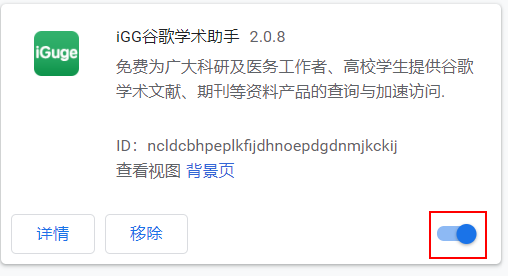 iGuge
iGG谷歌学术助手 2.0.8
免费为广大科研及医务工作者、高校学生提供谷歌
学术文献、期刊等资料产品的查询与加速访问.
ID：ncldcbhpeplkfijdhnoepdgdnmjkckij
查看视图 背景页
详情 移除